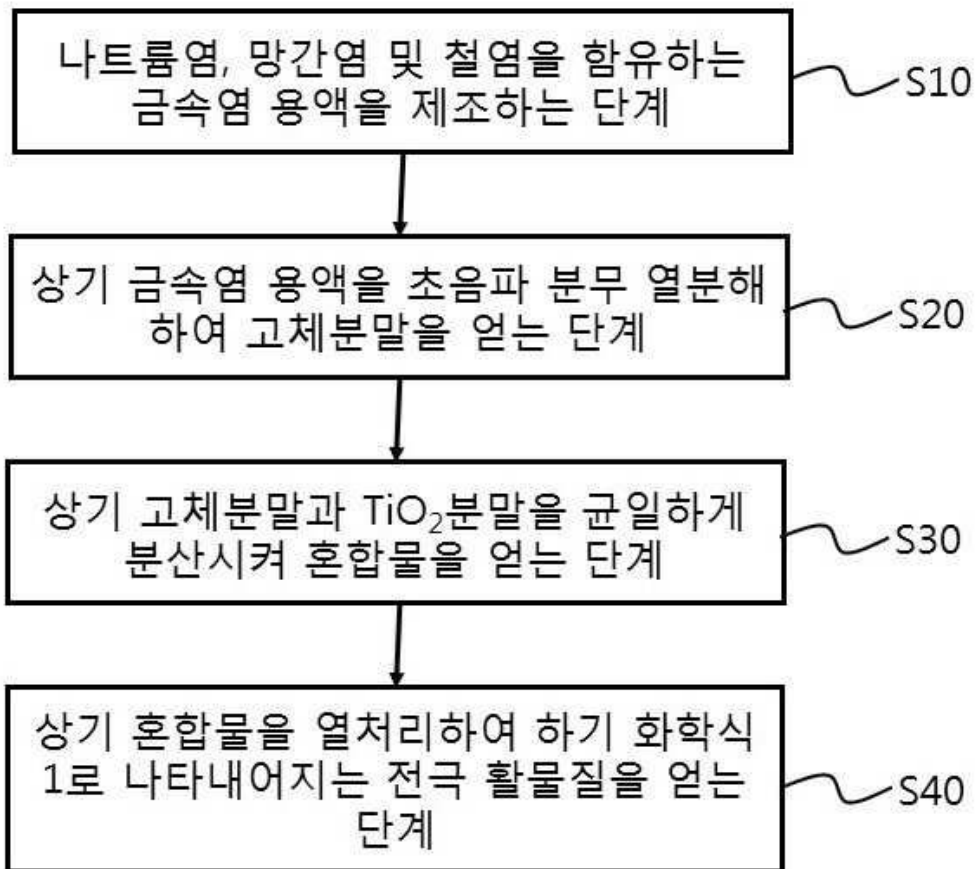 나트륨염, 망간염 및 철염을 함유하는
금속염 용액을 제조하는 단계
S10
상기 금속염 용액을 초음파 분무 열분해
하여 고체분말을 얻는 단계
S20
상기 고체분말과 TiO₂분말을 균일하게
분산시켜 혼합물을 얻는 단계
S30
상기 혼합물을 열처리하여 하기 화학식
1로 나타내어지는 전극 활물질을 얻는
단계
S40